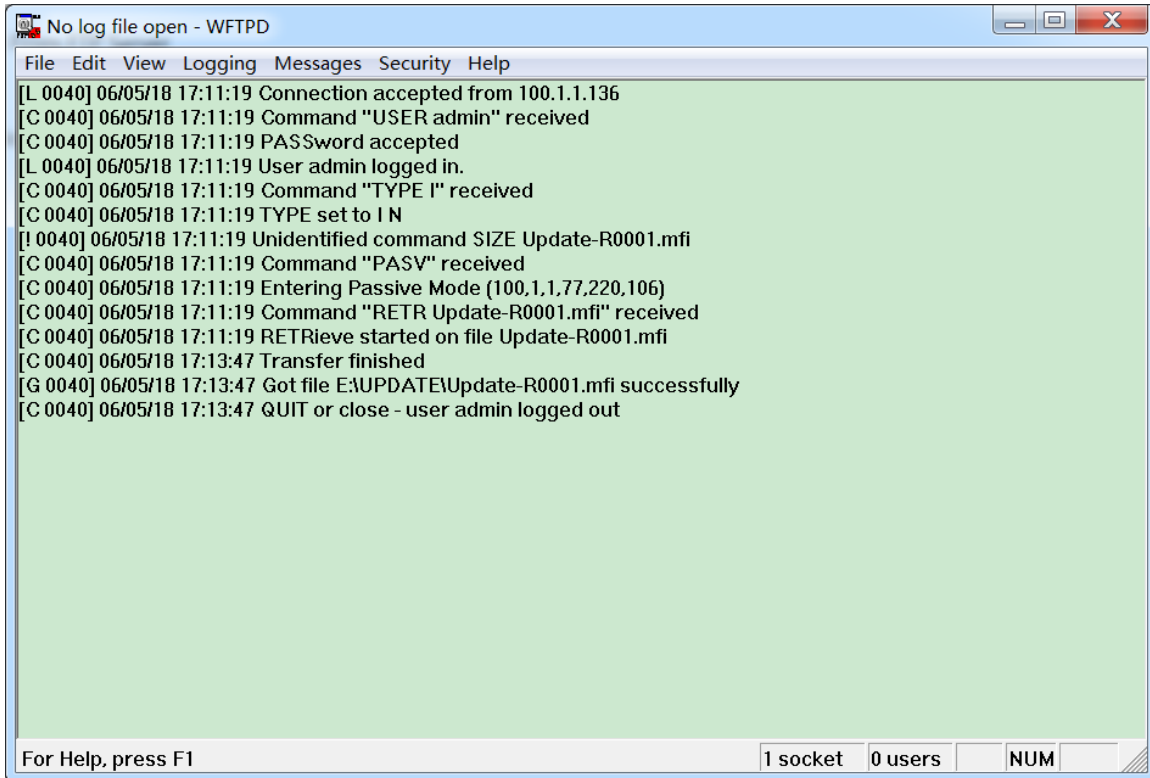 No log file open - WFTPD
File Edit View Logging Messages Security Help
[L 0040] 06/05/18 17:11:19 Connection accepted from 100.1.1.136
[C 0040] 06/05/18 17:11:19 Command "USER admin" received
[C 0040] 06/05/18 17:11:19 PASSword accepted
[L 0040] 06/05/18 17:11:19 User admin logged in.
[C 0040] 06/05/18 17:11:19 Command "TYPE I" received
[C 0040] 06/05/18 17:11:19 TYPE set to I N
[! 0040] 06/05/18 17:11:19 Unidentified command SIZE Update-R0001.mfi
[C 0040] 06/05/18 17:11:19 Command "PASV" received
[C 0040] 06/05/18 17:11:19 Entering Passive Mode (100,1,1,77,220,106)
[C 0040] 06/05/18 17:11:19 Command "RETR Update-R0001.mfi" received
[C 0040] 06/05/18 17:11:19 RETRieve started on file Update-R0001.mfi
[C 0040] 06/05/18 17:13:47 Transfer finished
[G 0040] 06/05/18 17:13:47 Got file E:\UPDATE\Update-R0001.mfi successfully
[C 0040] 06/05/18 17:13:47 QUIT or close - user admin logged out
For Help, press F1 1 socket 0 users NUM